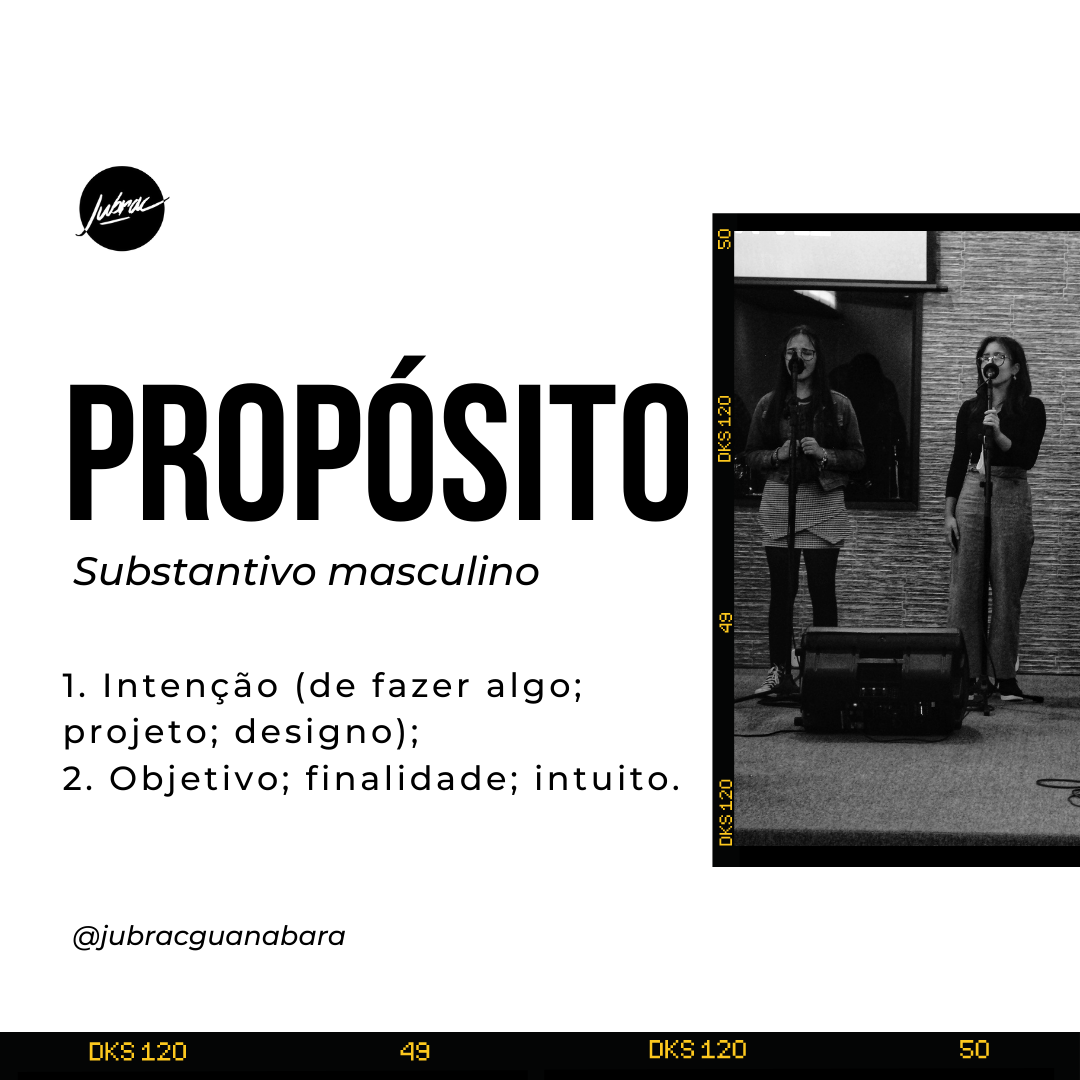 Jubrac
PROPÓSITO
Substantivo masculino
1. Intenção (de fazer algo;
projeto; designo);
2. Objetivo; finalidade; intuito.
@jubracguanabara
50
DKS 120
49
DKS 120
DKS 120
49
DKS 120
50